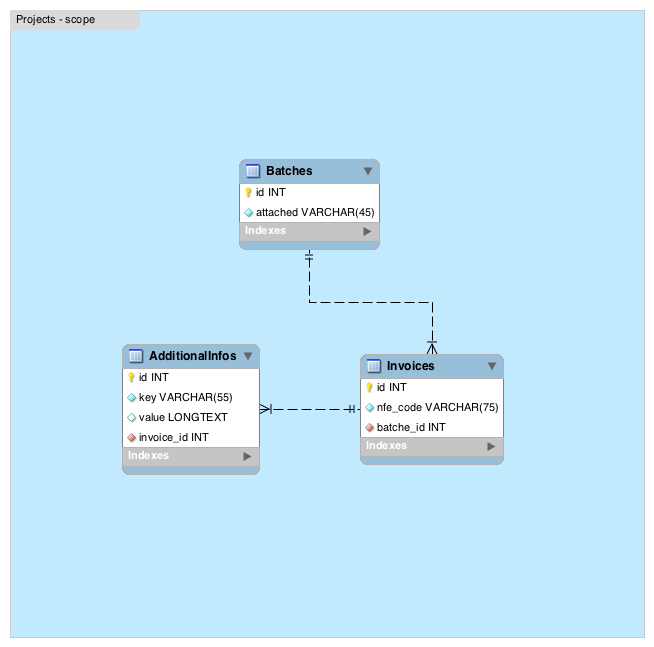 Projects - scope
Batches
id INT
attached VARCHAR(45)
Indexes
AdditionalInfos
id INT
key VARCHAR(55)
value LONGTEXT
invoice_id INT
Indexes
Invoices
id INT
nfe_code VARCHAR(75)
batche_id INT
Indexes